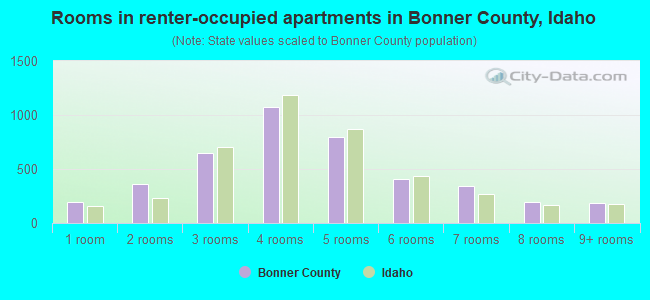 Rooms in renter-occupied apartments in Bonner County, Idaho
(Note: State values scaled to Bonner County population)
City-Data.com
1500
1000
500
0
1 room 2 rooms 3 rooms 4 rooms 5 rooms 6 rooms 7 rooms 8 rooms 9+ rooms
Bonner County Idaho